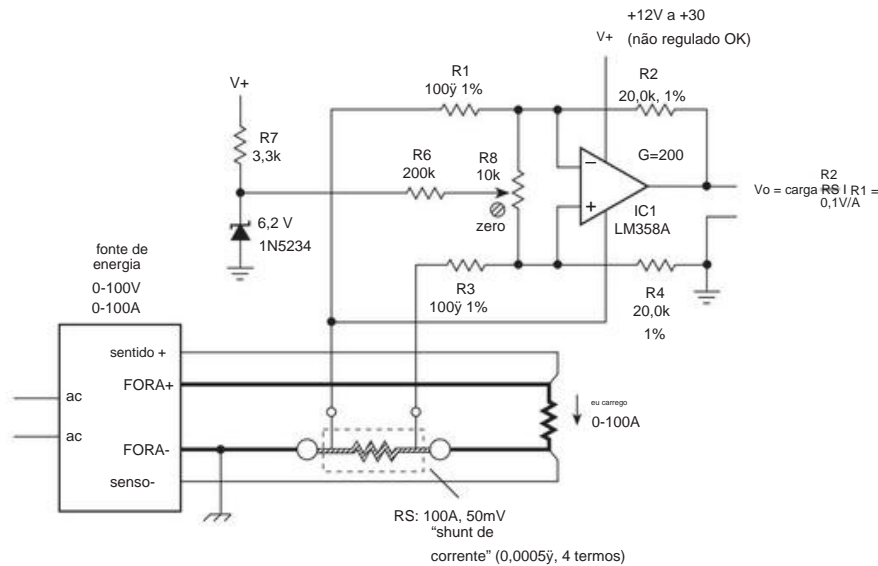 +12V a +30
V+
(não regulado OK)
R1
100ÿ 1%
R2
20,0k, 1%
V+
R7
3,3k
R6
200k
R8
10k
zero
−
+
G=200
IC1
LM358A
R2
Vo = carga RS I R1 =
0,1V/A
6,2 V
1N5234
R3
100ÿ 1%
R4
20,0k
1%
fonte de
energia
0-100V
0-100A
sentido +
FORA+
ac
ac
FORA-
senso-
eu carrego
0-100A
RS: 100A, 50mV
“shunt de
corrente” (0,0005ÿ, 4 termos)